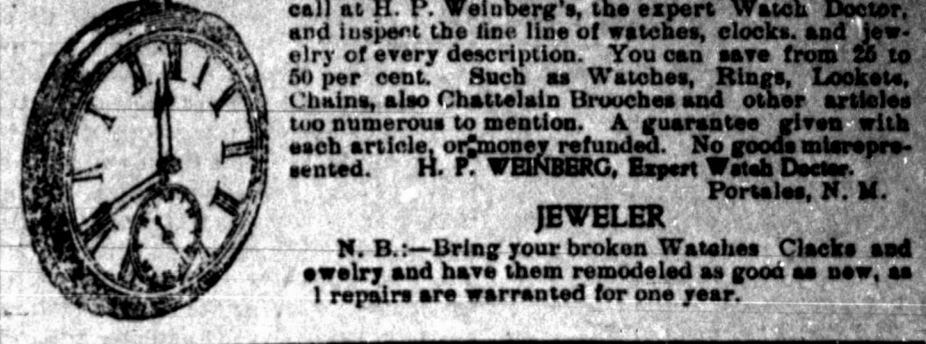 call at H. P. Weinberg's, the expert Watch Doctor,
and inspect the fine line of watches, clocks, and jew-
elry of every description. You can save from 25 to
50 per cent. Such as Watches, Rings, Lockets,
Chains, also Chattelain Brooches and other articles
too numerous to mention. A guarantee given with
each article, or money refunded. No goods misrepre-
sented. H. P. WEINBERG, Expert Watch Doctor.
Portales, N. M.
JEWELER
N. B.:—Bring your broken Watches Clacks and
ewelry and have them remodeled as good as new, as
l repairs are warranted for one year.